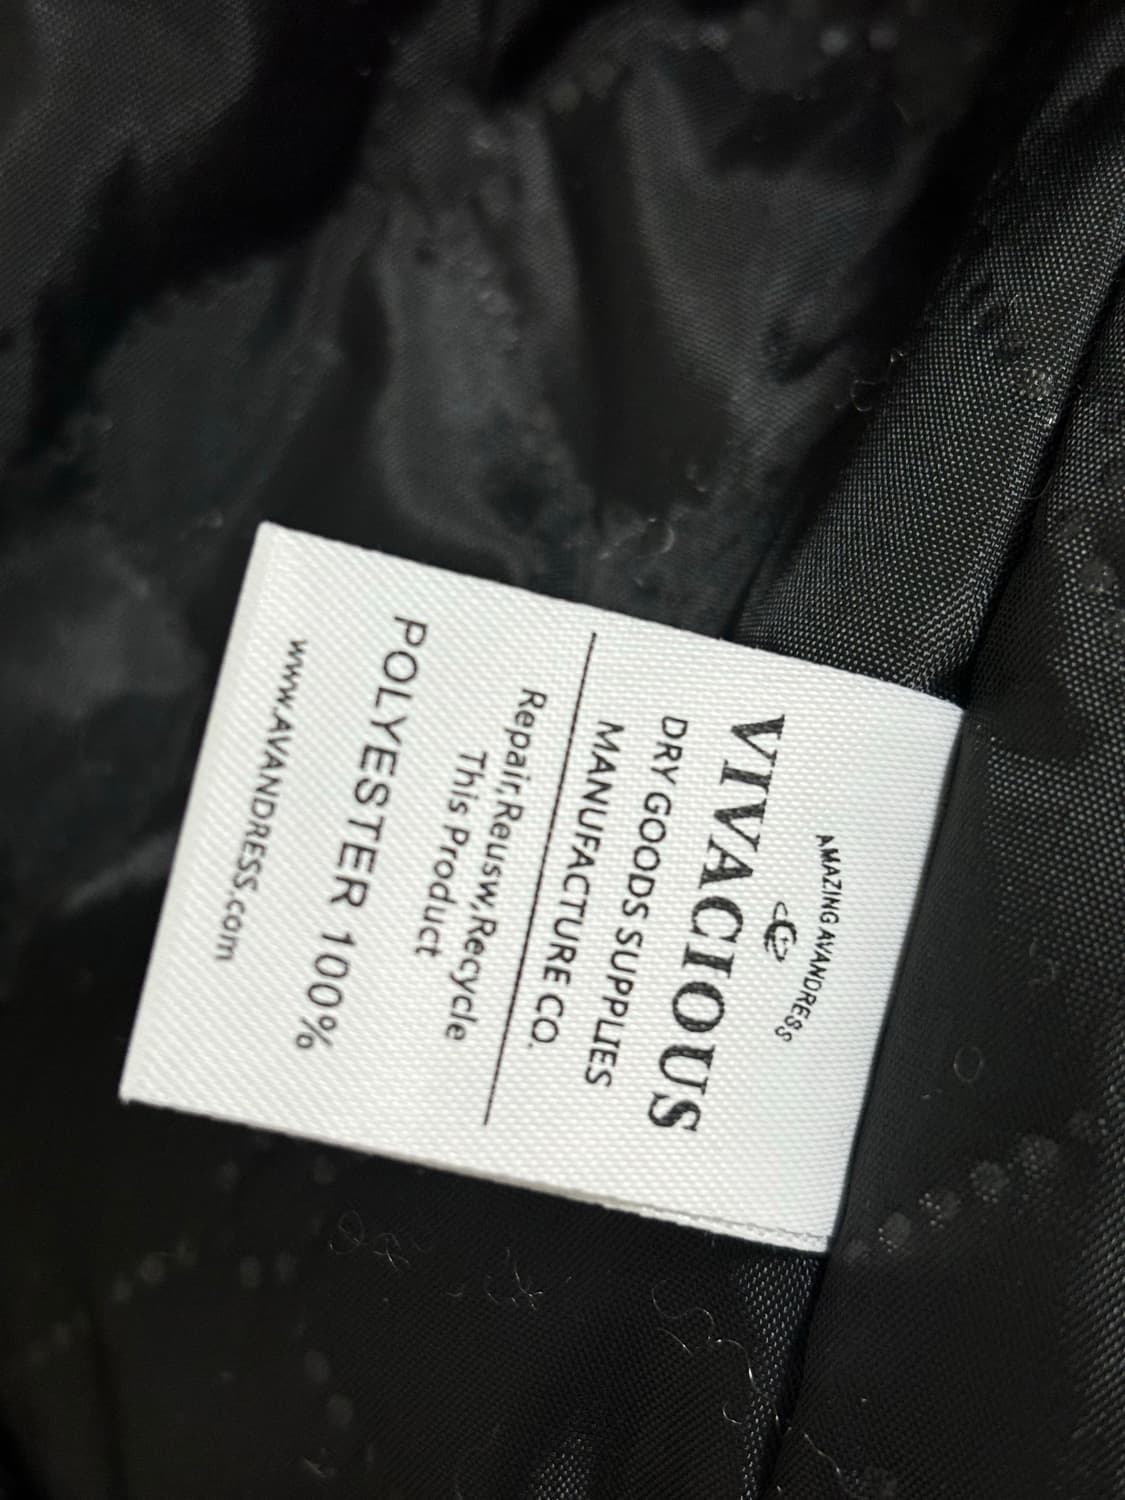 AMAZING AVANDRESS
VIVACIOUS
DRY GOODS SUPPLIES
MANUFACTURE CO.
Repair,Reusw,Recycle
This Product
POLYESTER 100%
www.AVANDRESS.com